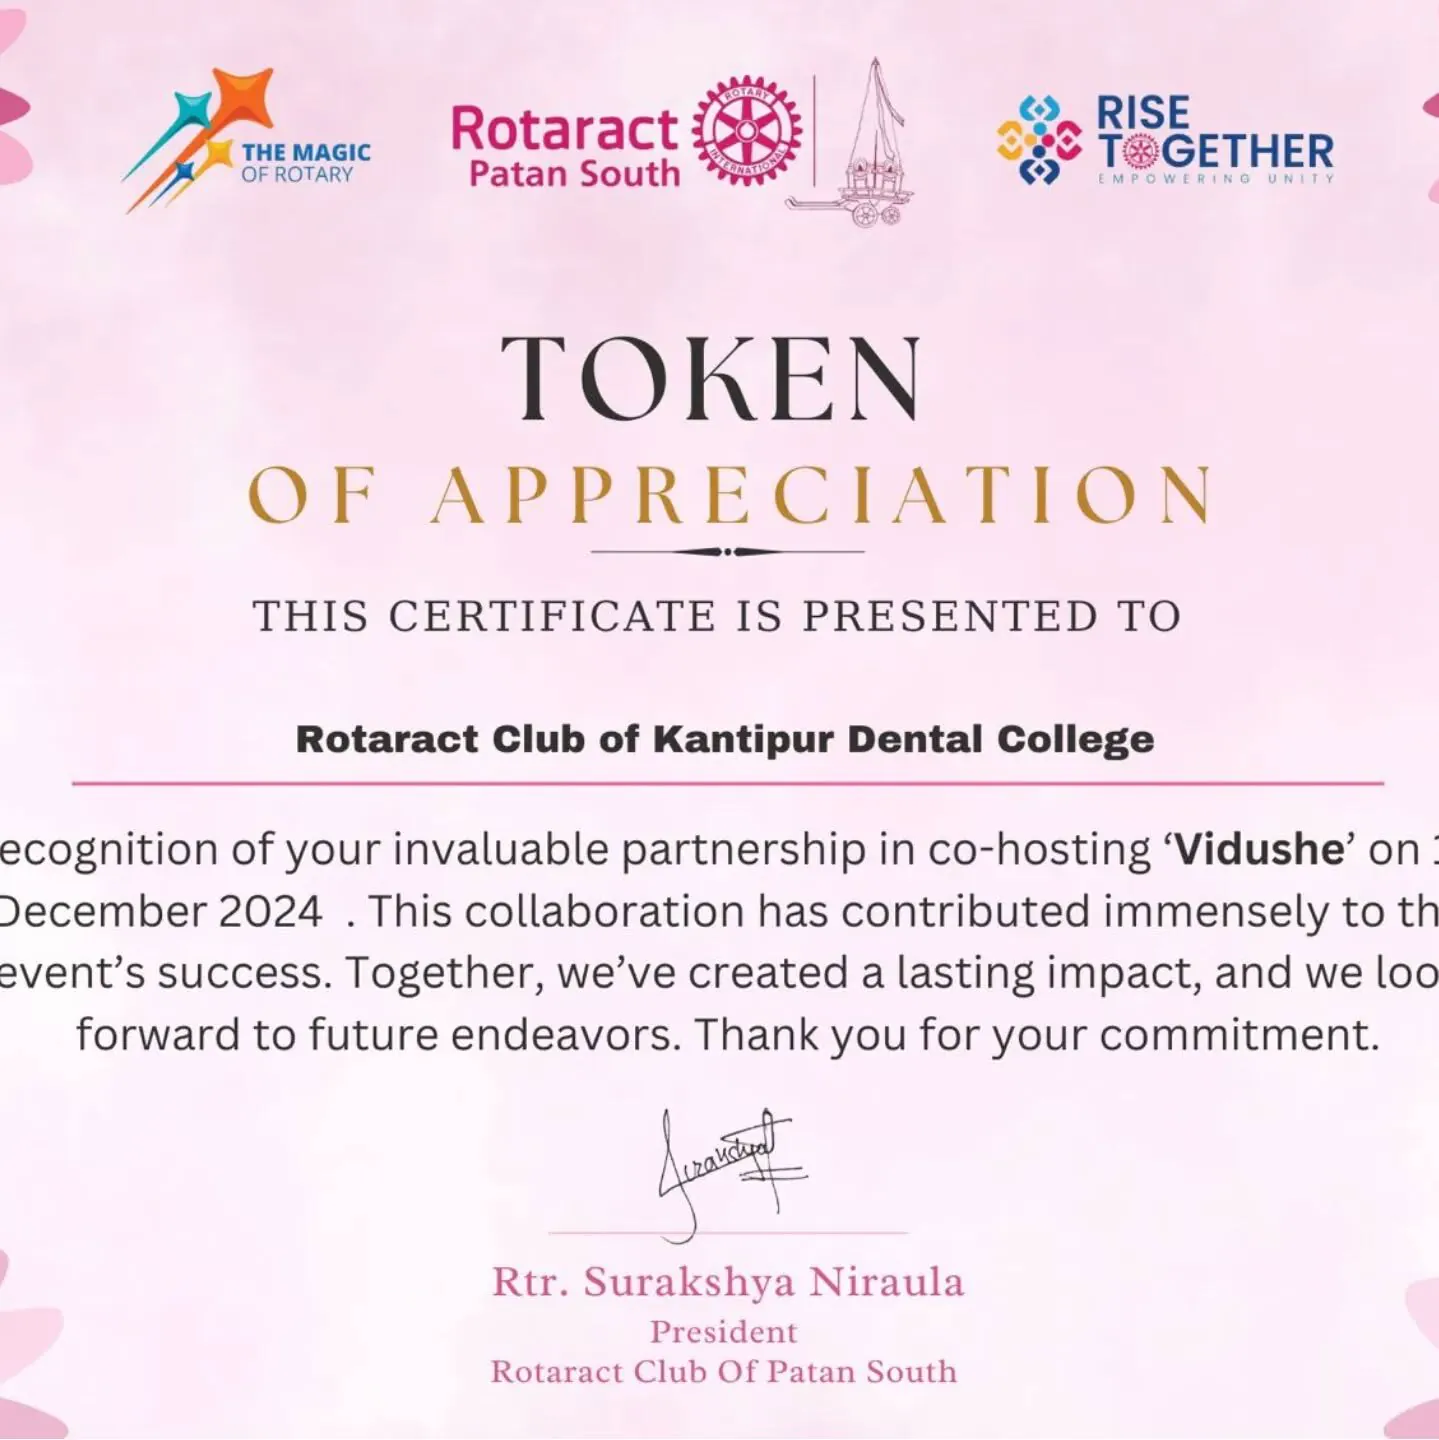 THE MAGIC
OF ROTARY
Rotaract
Patan South
ROTARY
INTERNATIONAL
RISE
TOGETHER
EMPOWERING UNITY
TOKEN
OF APPRECIATION
THIS CERTIFICATE IS PRESENTED TO
Rotaract Club of Kantipur Dental College
ecognition of your invaluable partnership in co-hosting ‘Vidushe’ on
December 2024 . This collaboration has contributed immensely to th
event’s success. Together, we’ve created a lasting impact, and we loo
forward to future endeavors. Thank you for your commitment.
Surakshya
Rtr. Surakshya Niraula
President
Rotaract Club Of Patan South